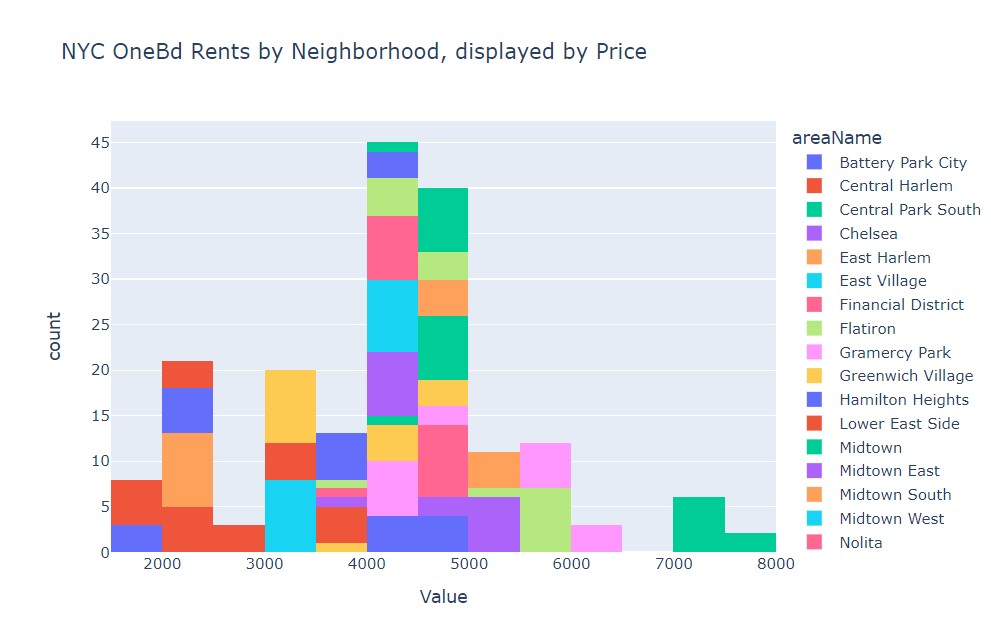 NYC OneBd Rents by Neighborhood, displayed by Price
areaName
Battery Park City
Central Harlem
Central Park South
Chelsea
East Harlem
East Village
Financial District
Flatiron
Gramercy Park
Greenwich Village
Hamilton Heights
Lower East Side
Midtown
Midtown East
Midtown South
Midtown West
Nolita
count
45
40
35
30
25
20
15
10
5
0
2000 3000 4000 5000 6000 7000 8000
Value